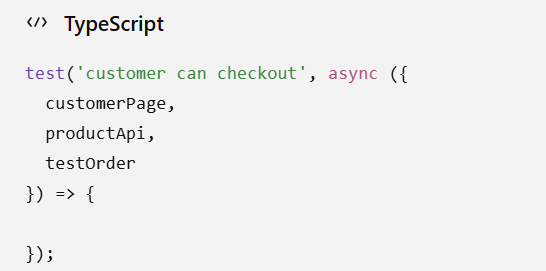 </> TypeScript
test('customer can checkout', async ({
  customerPage,
  productApi,
  testOrder
}) => {

});